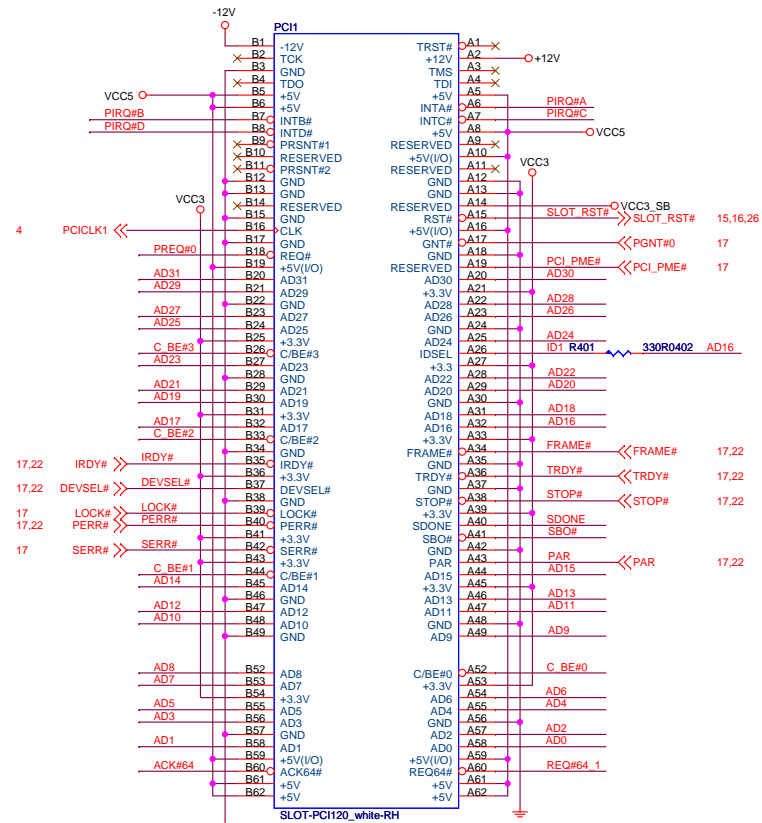 -12V
PCI1
B1 -12V TRST# A1
B2 TCK +12V A2 +12V
B3 GND TMS A3
B4 TDO TDI A4
VCC5 B5 +5V +5V A5
B6 +5V INTA# A6 PIRQ#A
PIRQ#B B7 INTB# INTC# A7 PIRQ#C
PIRQ#D B8 INTD# +5V A8 VCC5
B9 PRSNT#1 RESERVED A9
B10 RESERVED +5V(I/O) A10
B11 PRSNT#2 RESERVED A11 VCC3
B12 GND GND A12
B13 GND GND A13
VCC3 B14 RESERVED RESERVED A14 VCC3_SB
B15 GND RST# A15 SLOT_RST# SLOT_RST# 15,16,26
4 PCICLK1 B16 CLK +5V(I/O) A16
B17 GND GNT# A17 PGNT#0 17
PREQ#0 B18 REQ# GND A18
B19 +5V(I/O) RESERVED A19 PCI_PME# PCI_PME# 17
AD31 B20 AD31 AD30 A20 AD30
AD29 B21 AD29 +3.3V A21
B22 GND AD28 A22 AD28
AD27 B23 AD27 AD26 A23 AD26
AD25 B24 AD25 GND A24
B25 +3.3V AD24 A25 AD24
C_BE#3 B26 C/BE#3 IDSEL A26 ID1 R401 330R0402 AD16
AD23 B27 AD23 +3.3 A27
B28 GND AD22 A28 AD22
AD21 B29 AD21 AD20 A29 AD20
AD19 B30 AD19 GND A30
B31 +3.3V AD18 A31 AD18
AD17 B32 AD17 AD16 A32 AD16
C_BE#2 B33 C/BE#2 +3.3V A33
B34 GND FRAME# A34 FRAME# FRAME# 17,22
17,22 IRDY# IRDY# B35 IRDY# GND A35
B36 +3.3V TRDY# A36 TRDY# TRDY# 17,22
17,22 DEVSEL# DEVSEL# B37 DEVSEL# GND A37
B38 GND STOP# A38 STOP# STOP# 17,22
17 LOCK# LOCK# B39 LOCK# +3.3V A39
17,22 PERR# PERR# B40 PERR# SDONE A40 SDONE
B41 +3.3V SBO# A41 SBO#
17 SERR# SERR# B42 SERR# GND A42
B43 +3.3V PAR A43 PAR PAR 17,22
C_BE#1 B44 C/BE#1 AD15 A44 AD15
AD14 B45 AD14 +3.3V A45
B46 GND AD13 A46 AD13
AD12 B47 AD12 AD11 A47 AD11
AD10 B48 AD10 GND A48
B49 GND AD9 A49 AD9
AD8 B52 AD8 C/BE#0 A52 C_BE#0
AD7 B53 AD7 +3.3V A53
B54 +3.3V AD6 A54 AD6
AD5 B55 AD5 AD4 A55 AD4
AD3 B56 AD3 GND A56
B57 GND AD2 A57 AD2
AD1 B58 AD1 AD0 A58 AD0
B59 +5V(I/O) +5V(I/O) A59
ACK#64 B60 ACK64# REQ64# A60 REQ#64_1
B61 +5V +5V A61
B62 +5V +5V A62
SLOT-PCI120_white-RH